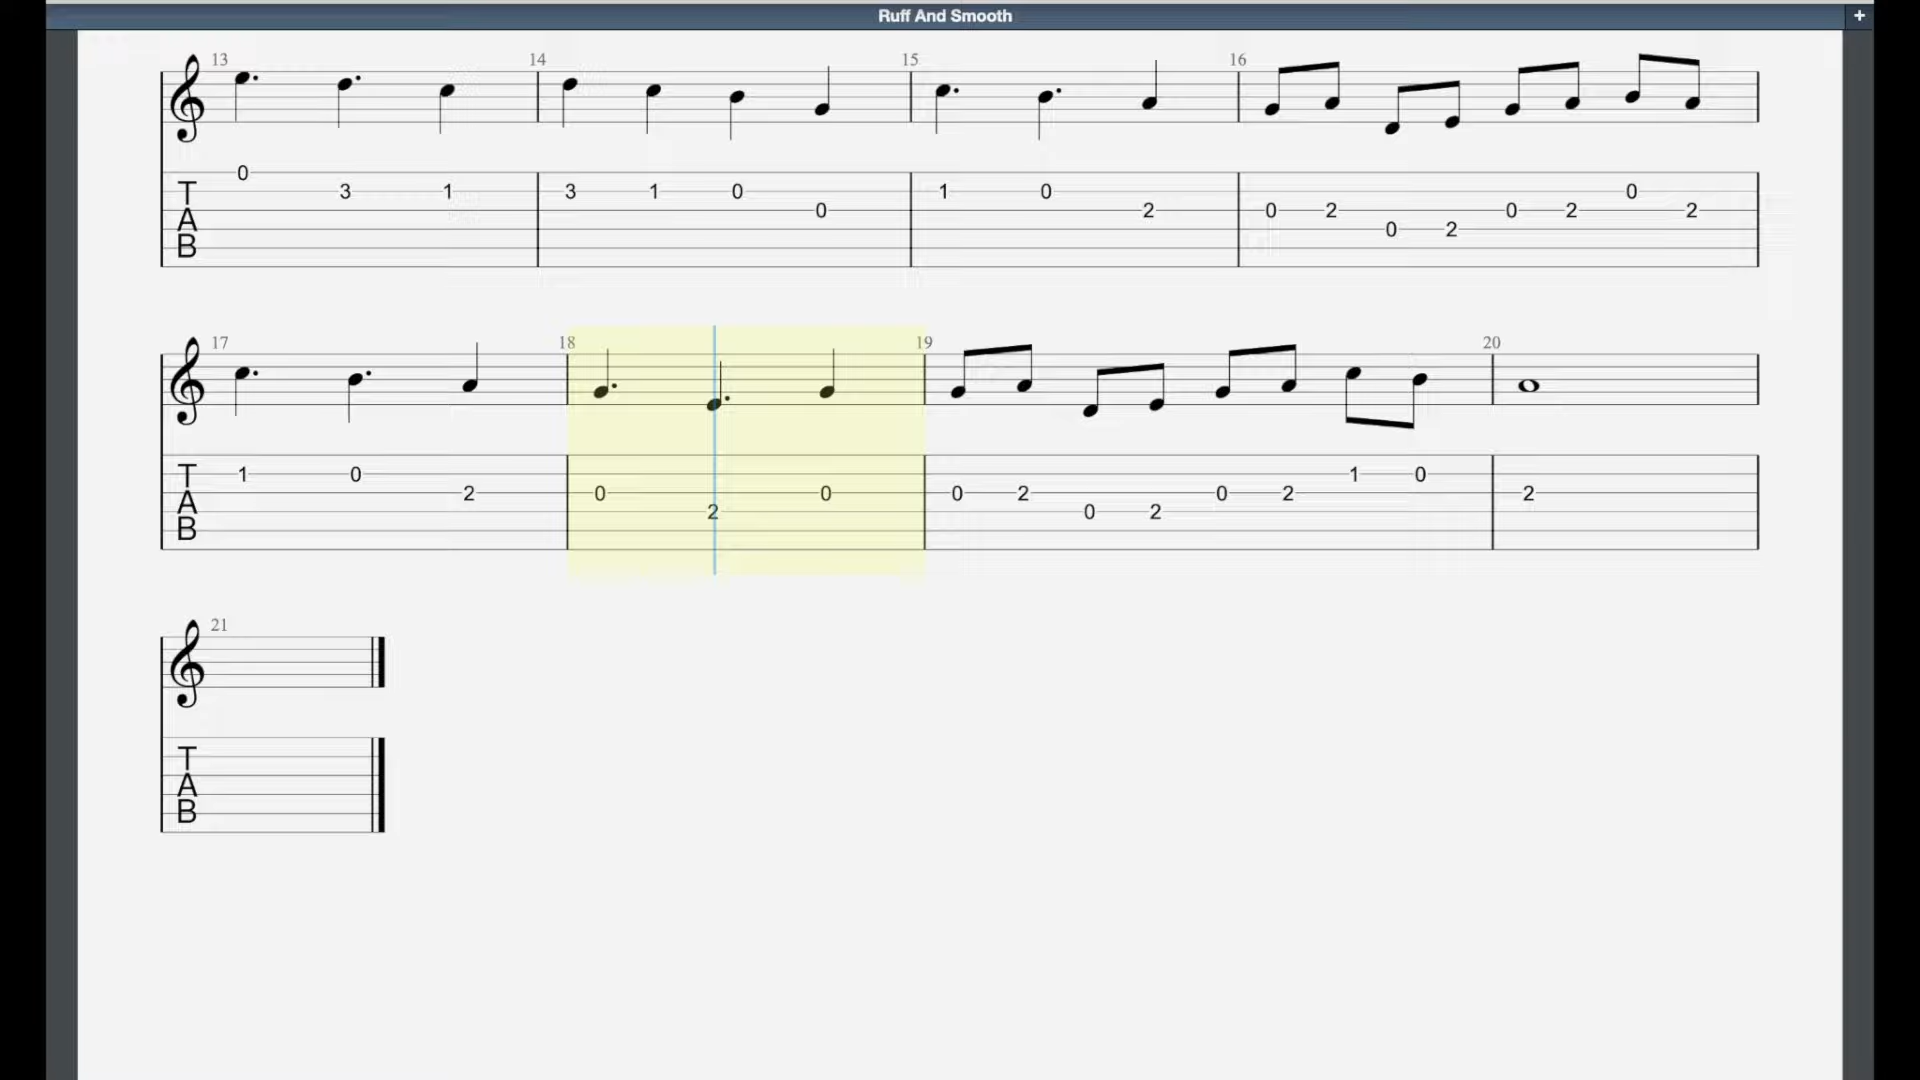 Ruff And Smooth +
13 14 15 16
T A B
0 3 1 3 1 0 0 1 0 2 0 2 0 2 0 2 0 2
17 18 19 20
T A B
1 0 2 0 2 0 0 2 0 2 0 2 1 0 2
21
T A B